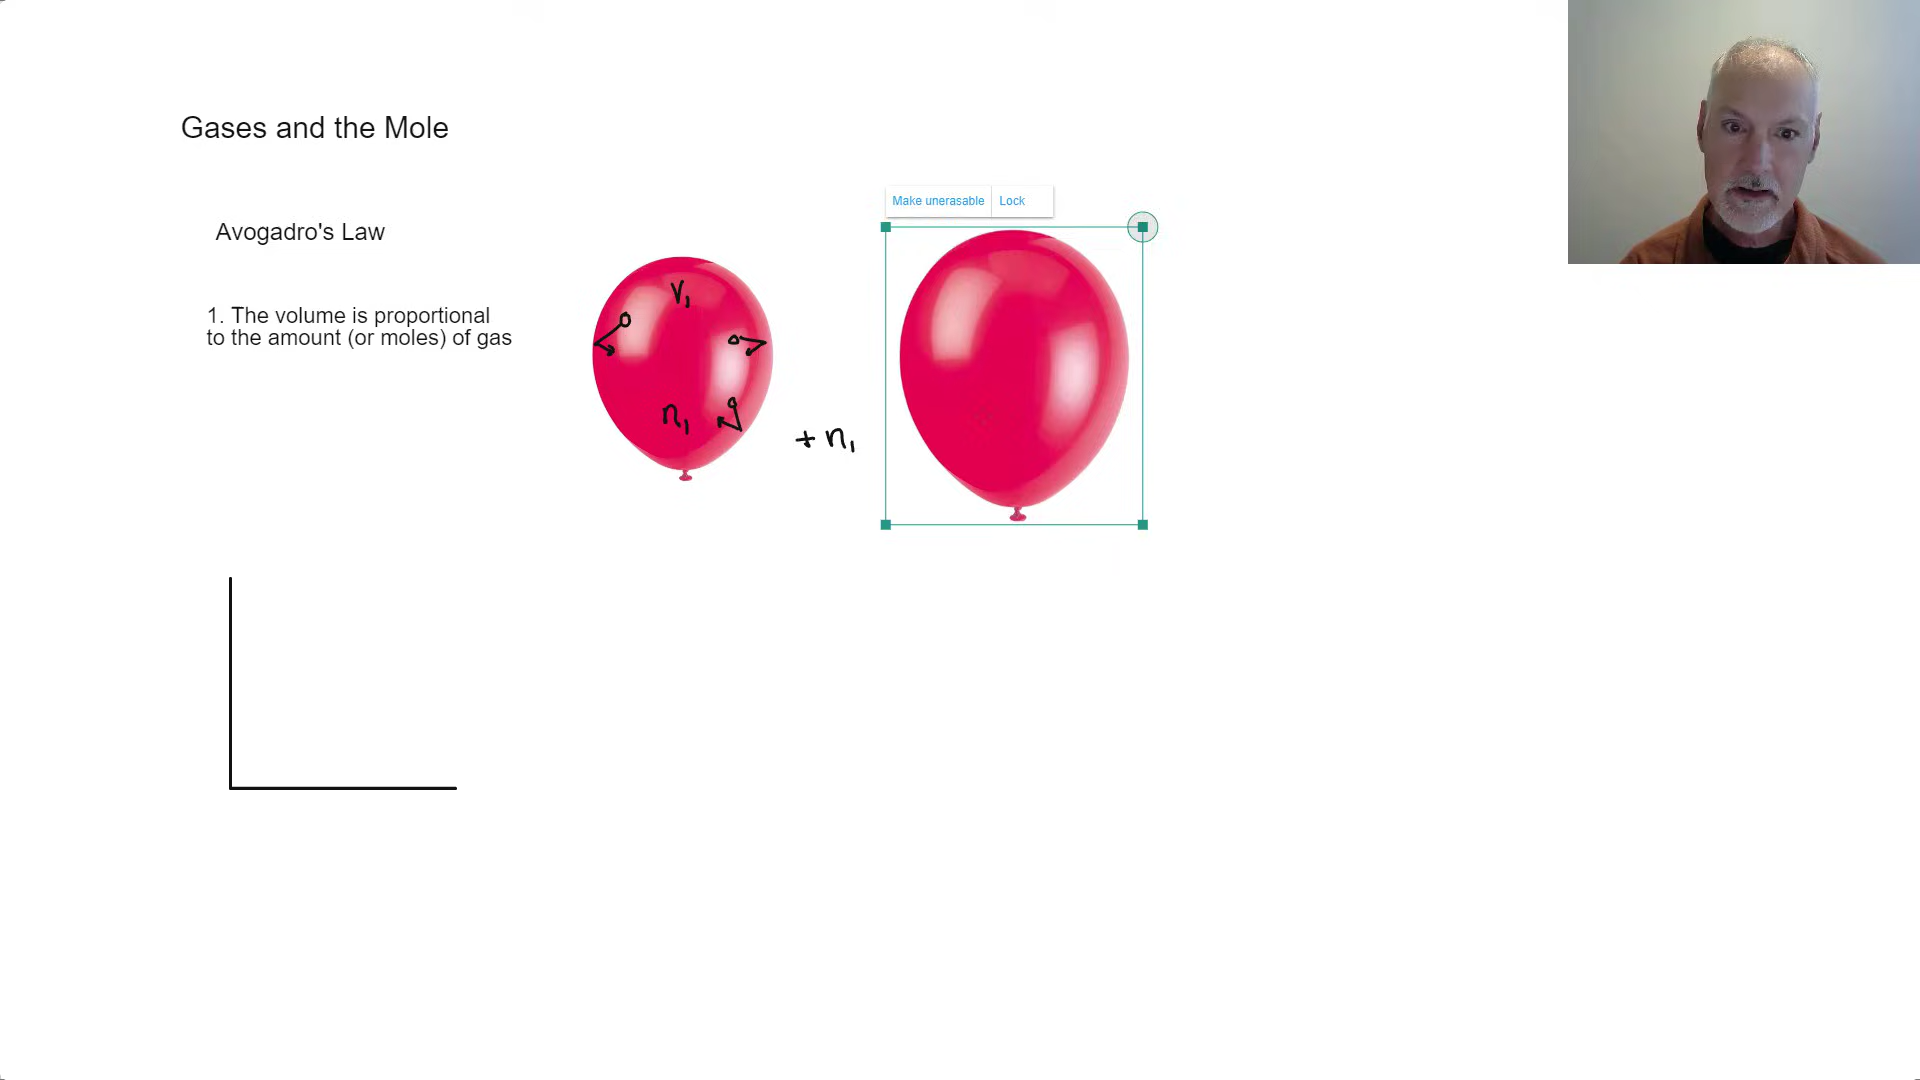 Gases and the Mole
Make unerasable Lock
Avogadro's Law
V₁
1. The volume is proportional
to the amount (or moles) of gas
n₁
+ n₁